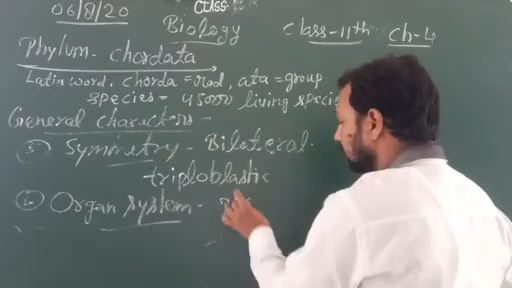 06/8/20
CLASS-
Biology
class-11th
ch-4
Phylum - chordata
Latin word, chorda = rod, ata = group
species = 45000 living species
General characters -
Symmetry - Bilateral.
triploblastic
Organ system -